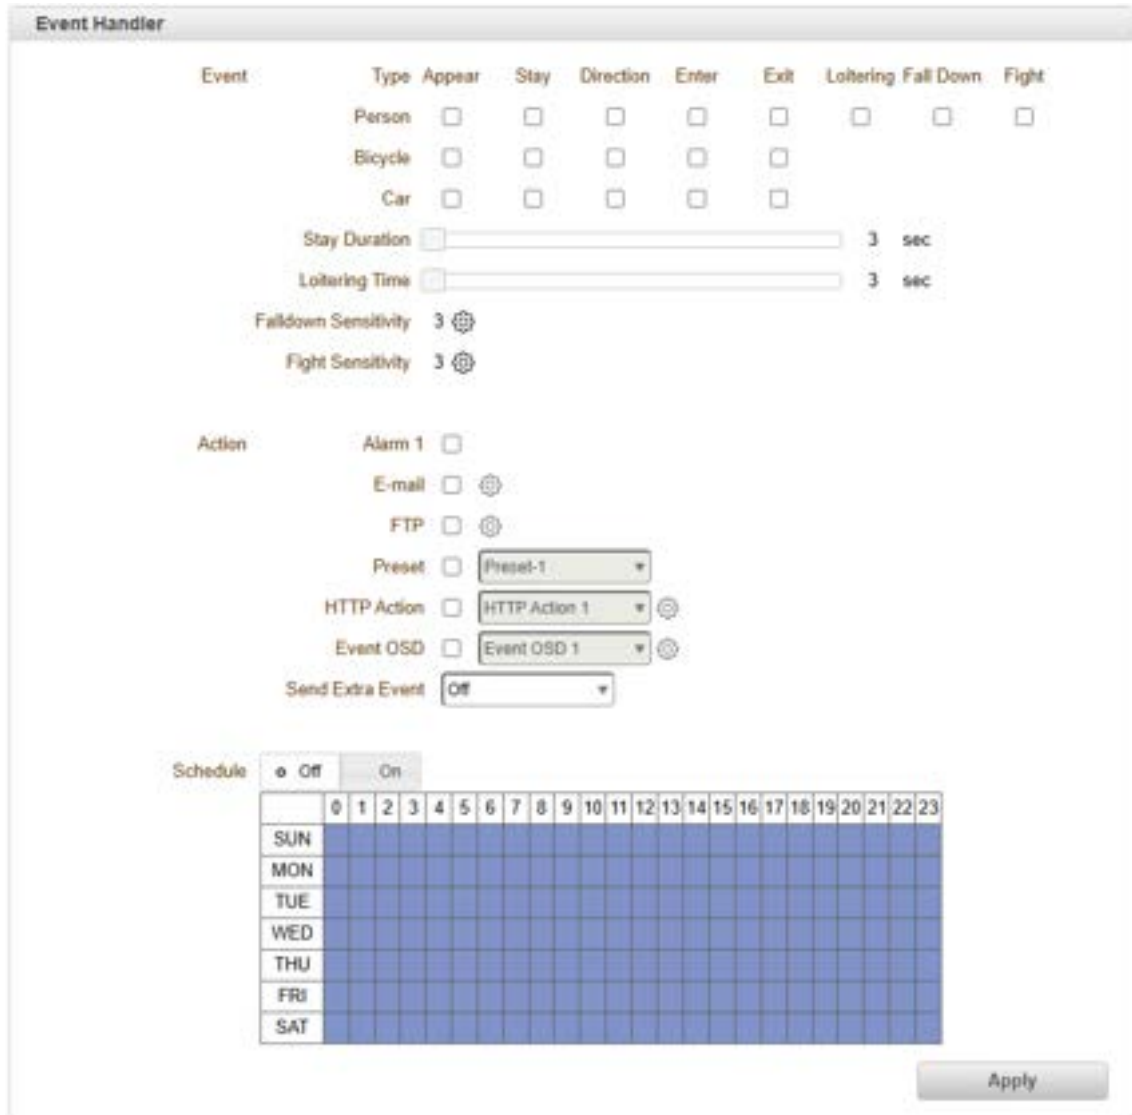 Event Handler
Event Type Appear Stay Direction Enter Exit Loitering Fall Down Fight
Person
Bicycle
Car
Stay Duration 3 sec
Loitering Time 3 sec
Falldown Sensitivity 3
Fight Sensitivity 3
Action Alarm 1
E-mail
FTP
Preset Preset-1
HTTP Action HTTP Action 1
Event OSD Event OSD 1
Send Extra Event Off
Schedule Off On
0 1 2 3 4 5 6 7 8 9 10 11 12 13 14 15 16 17 18 19 20 21 22 23
SUN
MON
TUE
WED
THU
FRI
SAT
Apply